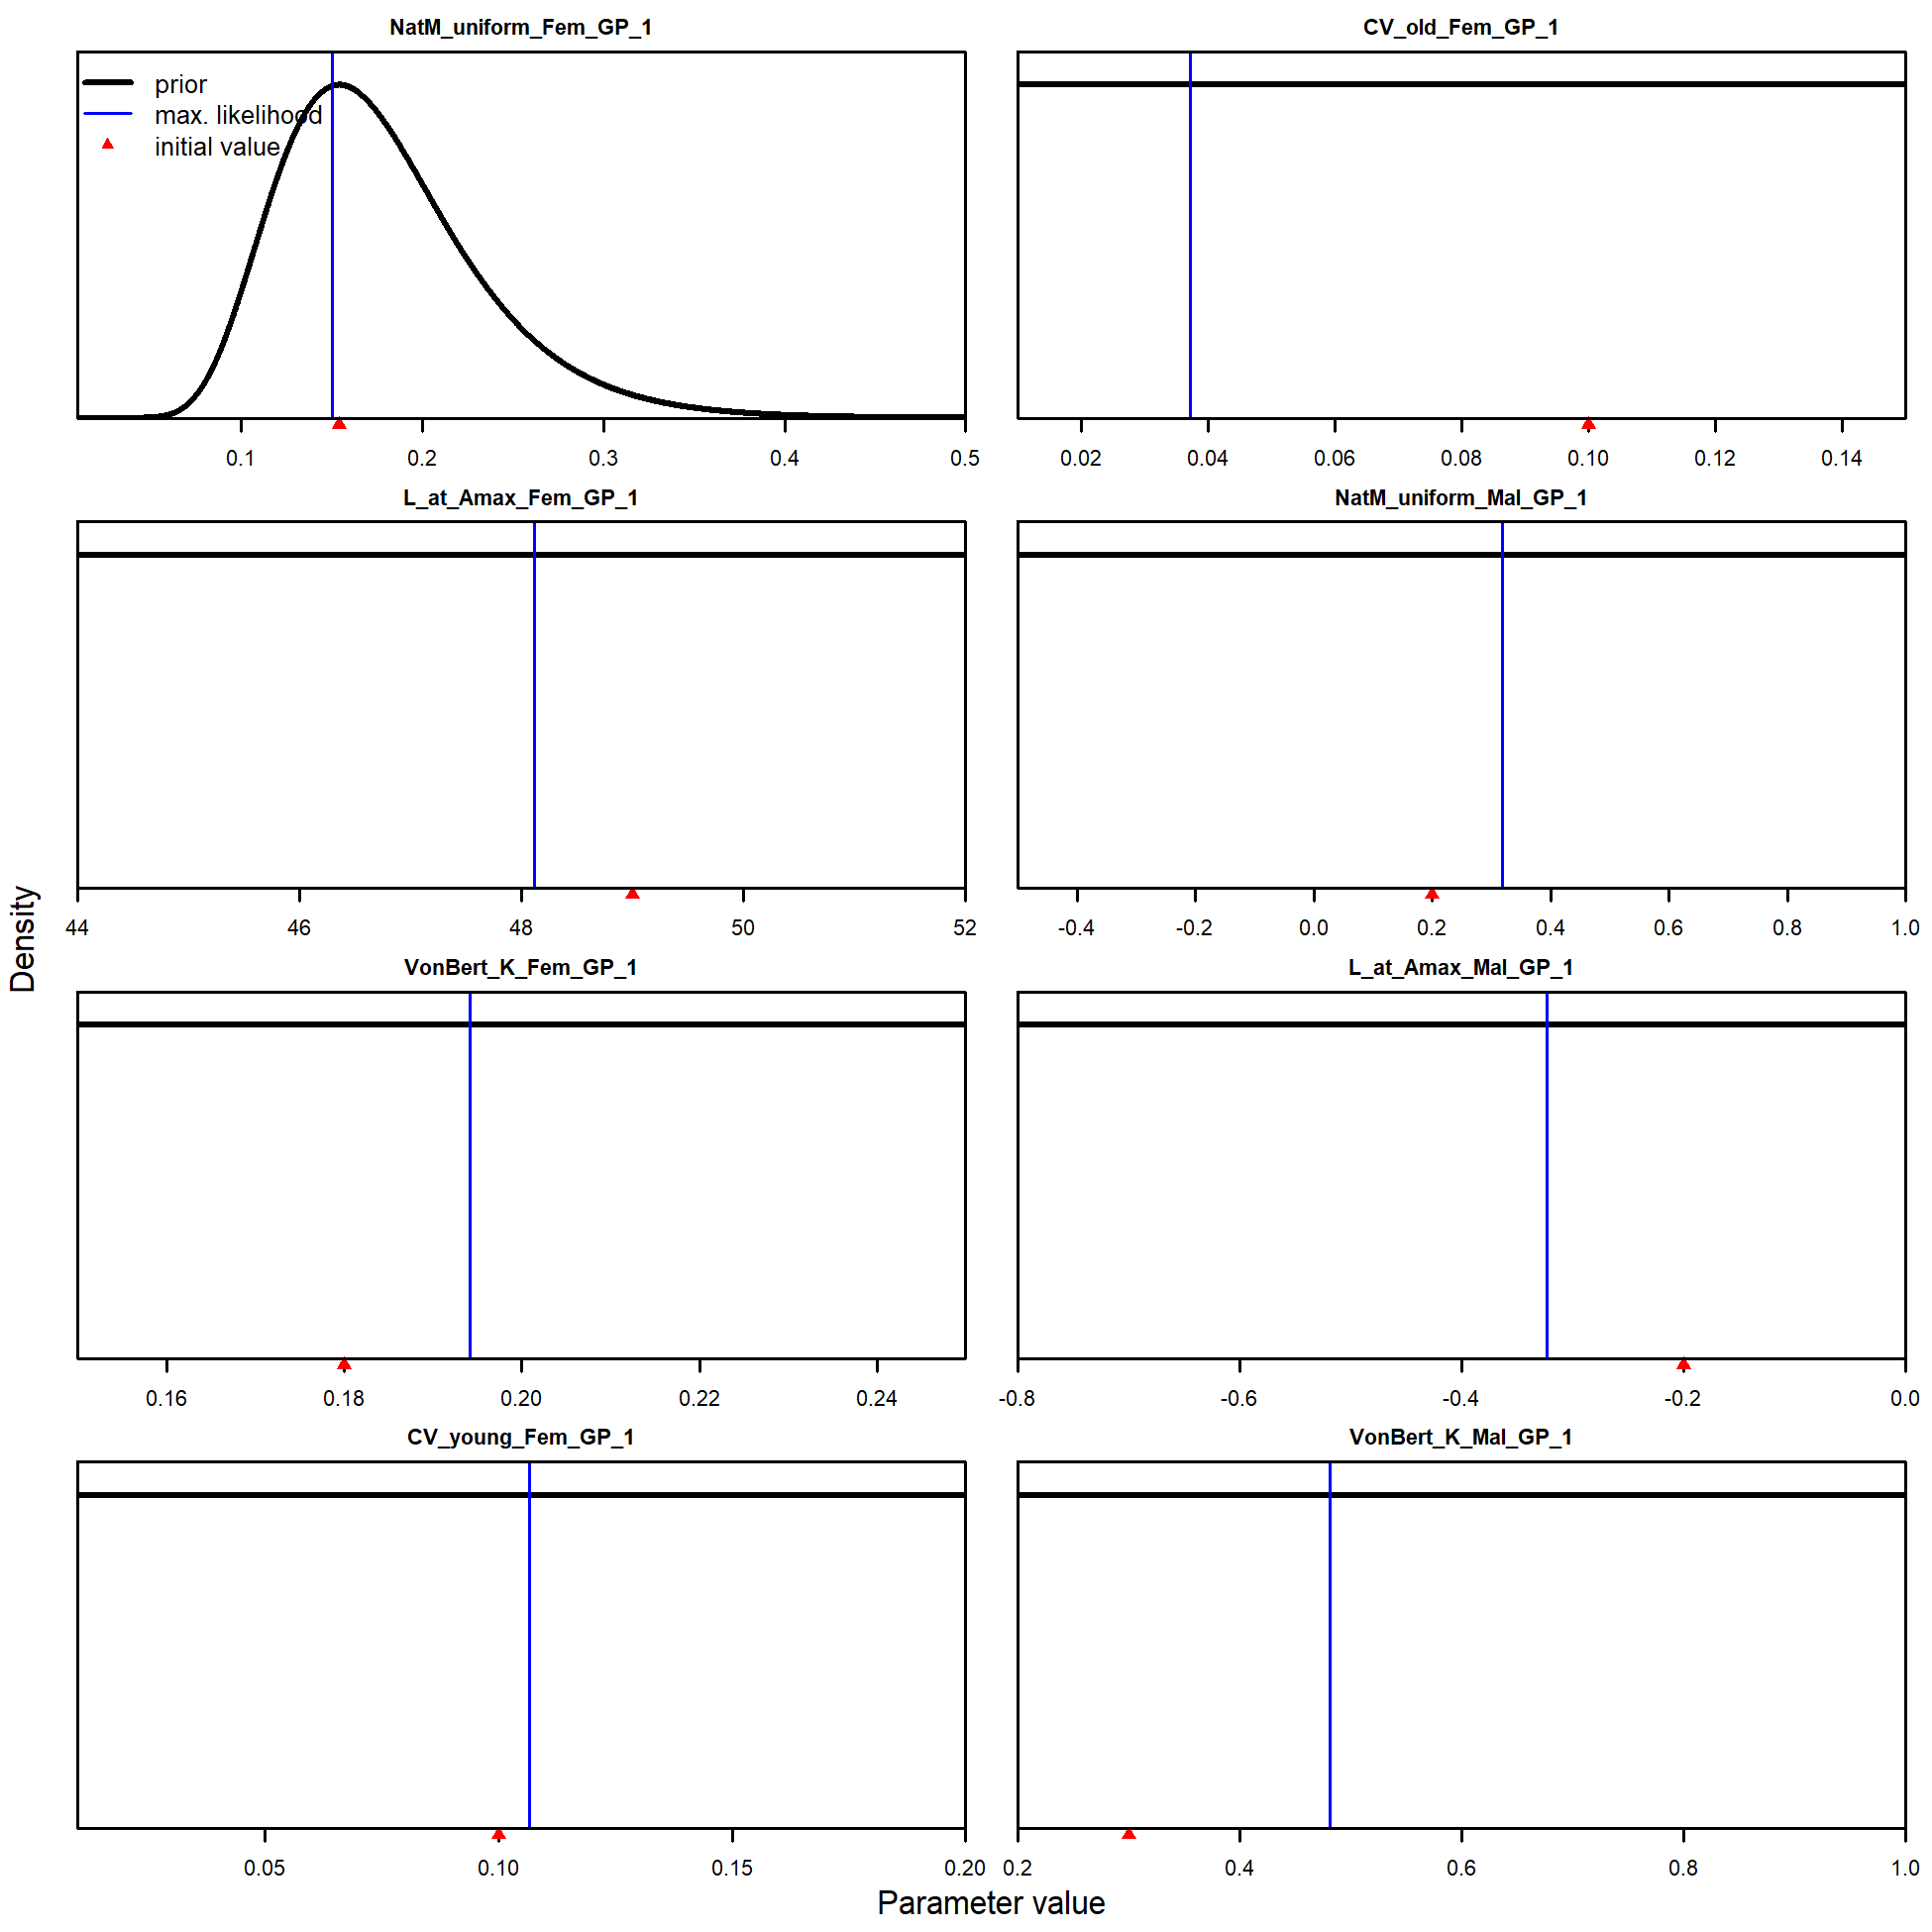 NatM_uniform_Fem_GP_1
prior
max. likelihood
initial value
0.1 0.2 0.3 0.4 0.5
CV_old_Fem_GP_1
0.02 0.04 0.06 0.08 0.10 0.12 0.14
L_at_Amax_Fem_GP_1
44 46 48 50 52
NatM_uniform_Mal_GP_1
-0.4 -0.2 0.0 0.2 0.4 0.6 0.8 1.0
VonBert_K_Fem_GP_1
0.16 0.18 0.20 0.22 0.24
L_at_Amax_Mal_GP_1
-0.8 -0.6 -0.4 -0.2 0.0
CV_young_Fem_GP_1
0.05 0.10 0.15 0.20
VonBert_K_Mal_GP_1
0.2 0.4 0.6 0.8 1.0
Density
Parameter value